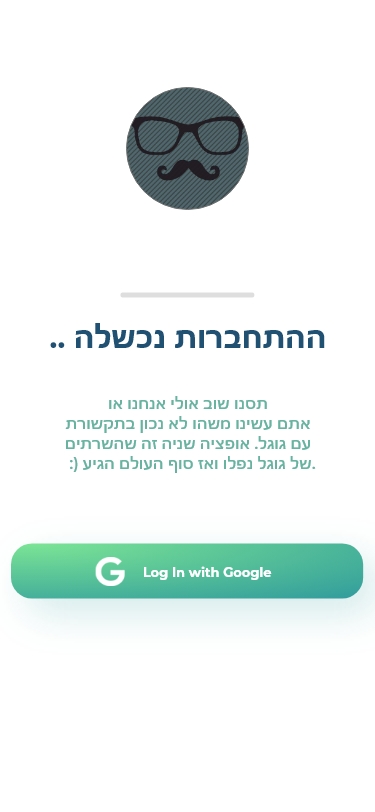 ההתחברות נכשלה ..
תסנו שוב אולי אנחנו או
אתם עשינו משהו לא נכון בתקשורת
עם גוגל. אופציה שניה זה שהשרתים
של גוגל נפלו ואז סוף העולם הגיע (:.
Log In with Google